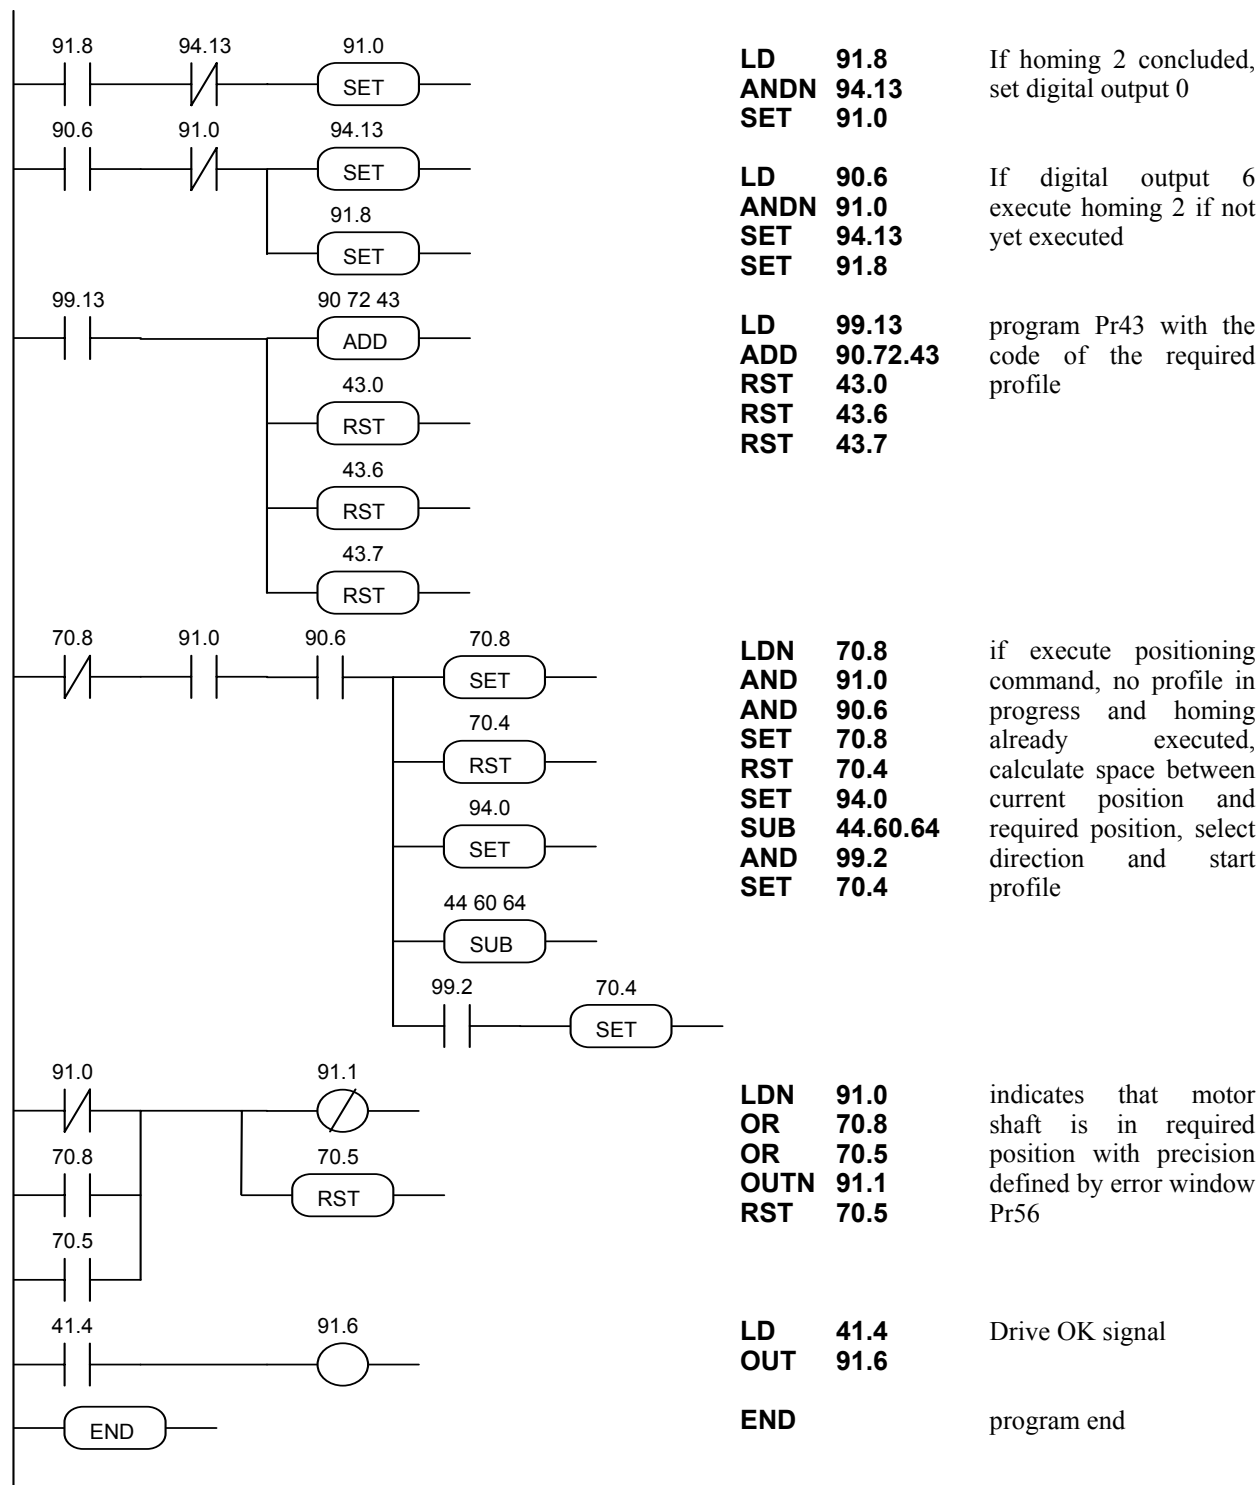 91.8 94.13 91.0 LD 91.8 If homing 2 concluded,
SET ANDN 94.13 set digital output 0
SET 91.0
90.6 91.0 94.13
SET LD 90.6 If digital output 6
ANDN 91.0 execute homing 2 if not
91.8 SET 94.13 yet executed
SET SET 91.8
99.13 90 72 43
ADD LD 99.13 program Pr43 with the
ADD 90.72.43 code of the required
43.0 RST 43.0 profile
RST RST 43.6
RST 43.7
43.6
RST
43.7
RST
70.8 91.0 90.6 70.8 LDN 70.8 if execute positioning
SET AND 91.0 command, no profile in
AND 90.6 progress and homing
70.4 SET 70.8 already executed,
RST RST 70.4 calculate space between
94.0 SET 94.0 current position and
SET SUB 44.60.64 required position, select
AND 99.2 direction and start
44 60 64 SET 70.4 profile
SUB
99.2 70.4
SET
91.0 91.1 LDN 91.0 indicates that motor
OR 70.8 shaft is in required
70.8 70.5 OR 70.5 position with precision
RST OUTN 91.1 defined by error window
RST 70.5 Pr56
70.5
41.4 91.6 LD 41.4 Drive OK signal
OUT 91.6
END END program end